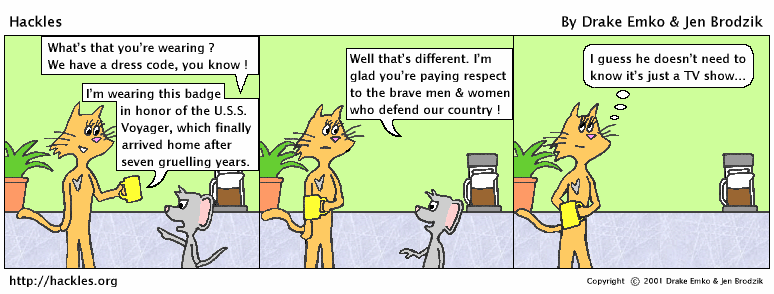 Hackles
By Drake Emko & Jen Brodzik
What's that you're wearing ?
We have a dress code, you know !
I'm wearing this badge
in honor of the U.S.S.
Voyager, which finally
arrived home after
seven gruelling years.
Well that's different. I'm
glad you're paying respect
to the brave men & women
who defend our country !
I guess he doesn't need to
know it's just a TV show...
http://hackles.org
Copyright © 2001 Drake Emko & Jen Brodzik